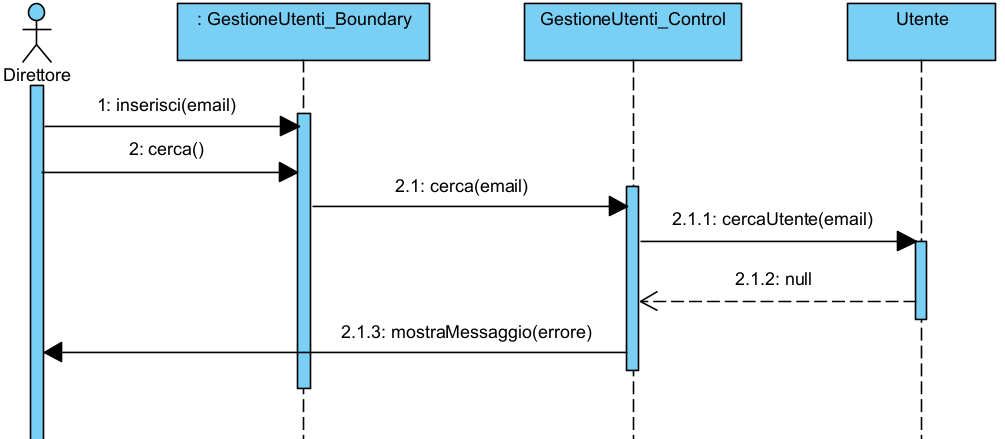 : GestioneUtenti_Boundary
GestioneUtenti_Control
Utente
Direttore
1: inserisci(email)
2: cerca()
2.1: cerca(email)
2.1.1: cercaUtente(email)
2.1.2: null
2.1.3: mostraMessaggio(errore)